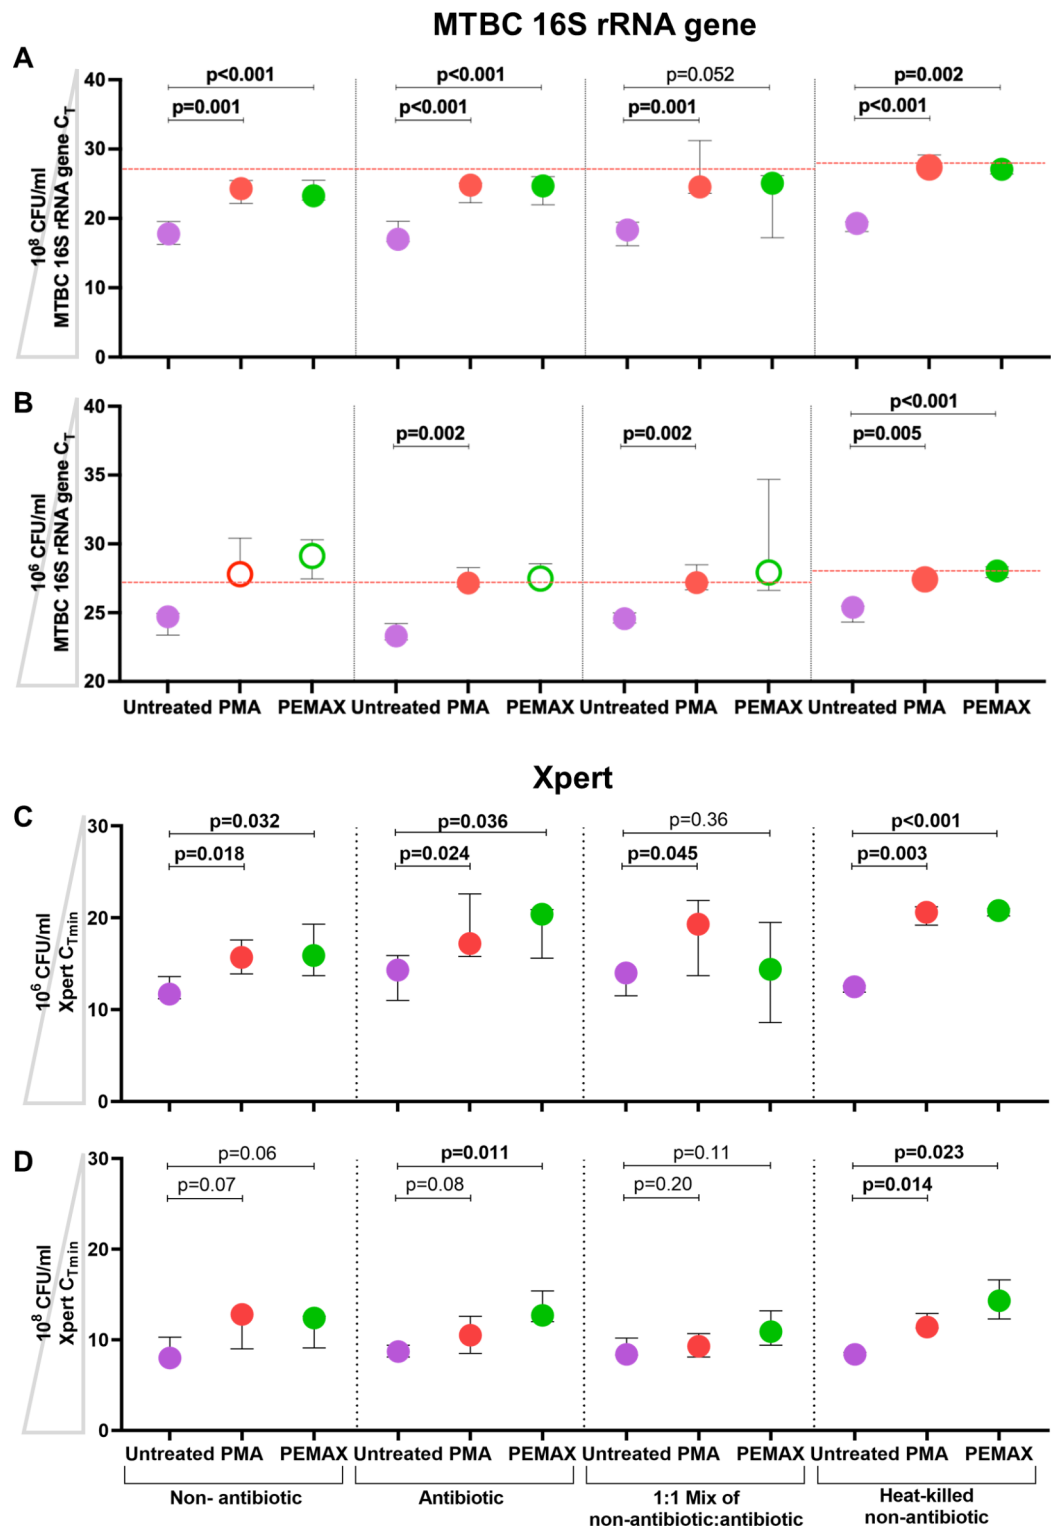 MTBC 16S rRNA gene
A
10⁸ CFU/ml
MTBC 16S rRNA gene C_T
40
30
20
10
0
p<0.001
p=0.001
p<0.001
p<0.001
p=0.052
p=0.001
p=0.002
p<0.001
B
10⁶ CFU/ml
MTBC 16S rRNA gene C_T
40
35
30
25
20
p=0.002
p=0.002
p<0.001
p=0.005
Untreated PMA PEMAX Untreated PMA PEMAX Untreated PMA PEMAX Untreated PMA PEMAX
Xpert
C
10⁶ CFU/ml
Xpert C_Tmin
30
20
10
0
p=0.032
p=0.018
p=0.036
p=0.024
p=0.36
p=0.045
p<0.001
p=0.003
D
10⁸ CFU/ml
Xpert C_Tmin
30
20
10
0
p=0.06
p=0.07
p=0.011
p=0.08
p=0.11
p=0.20
p=0.023
p=0.014
Untreated PMA PEMAX Untreated PMA PEMAX Untreated PMA PEMAX Untreated PMA PEMAX
Non- antibiotic
Antibiotic
1:1 Mix of
non-antibiotic:antibiotic
Heat-killed
non-antibiotic